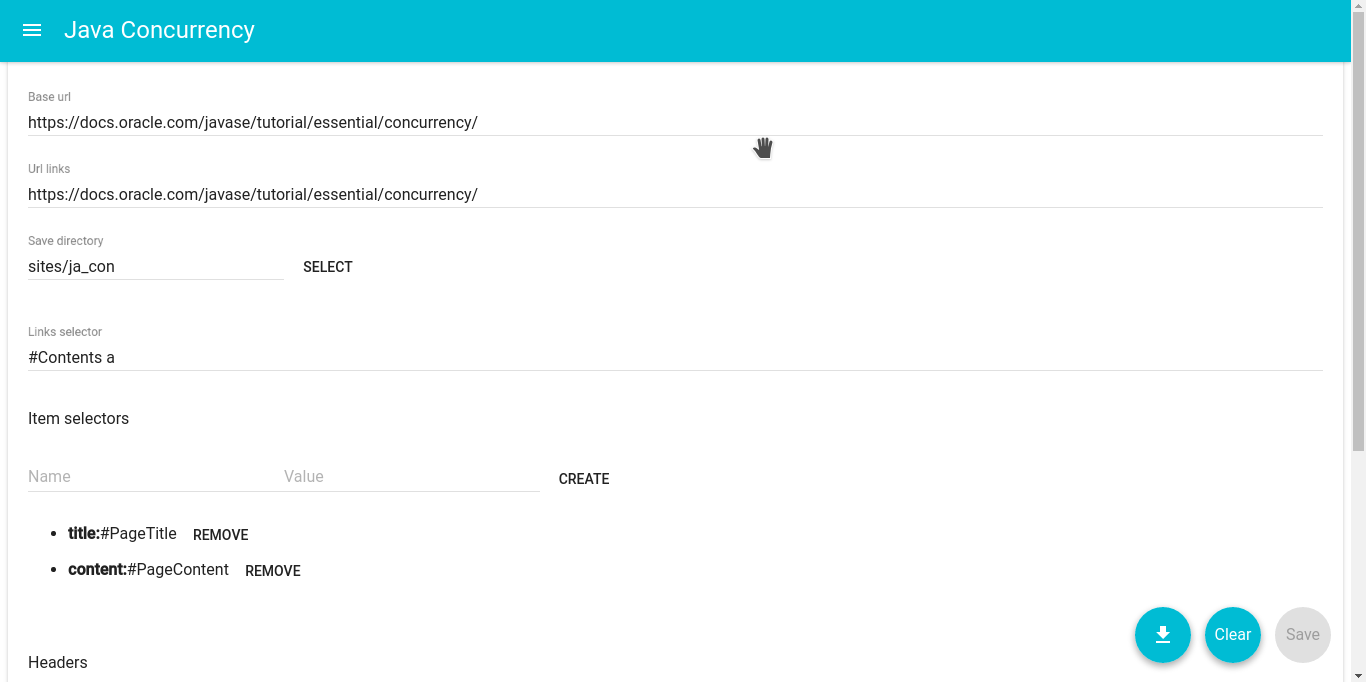 Java Concurrency
Base url
https://docs.oracle.com/javase/tutorial/essential/concurrency/
Url links
https://docs.oracle.com/javase/tutorial/essential/concurrency/
Save directory
sites/ja_con SELECT
Links selector
#Contents a
Item selectors
Name Value CREATE
title:#PageTitle REMOVE
content:#PageContent REMOVE
Clear Save
Headers